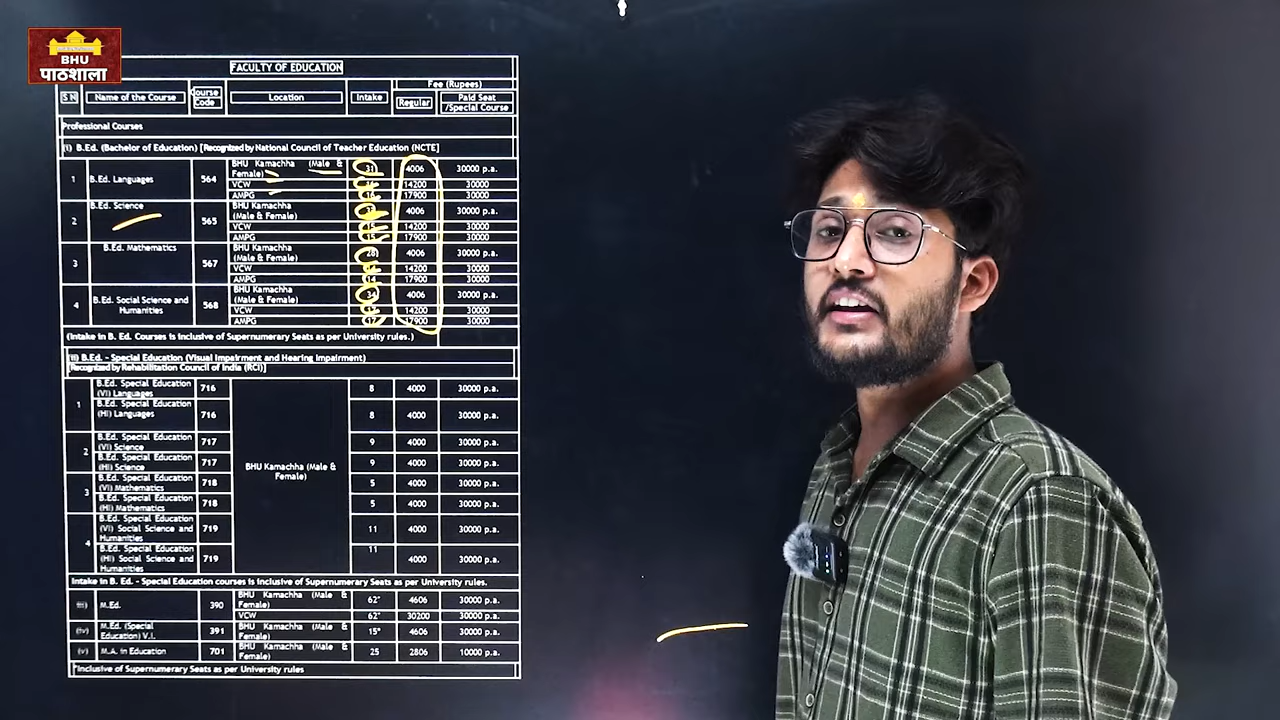 BHU
पाठशाला
FACULTY OF EDUCATION
S N Name of the Course Course Code Location Intake Fee (Rupees)
Regular Paid Seat /Special Course
Professional Courses
(i) B.Ed. (Bachelor of Education) [Recognized by National Council of Teacher Education (NCTE]
1 B.Ed. Languages 564 BHU Kamachha (Male & Female) 31 4006 30000 p.a.
VCW 14200 30000
AMPG 17900 30000
2 B.Ed. Science 565 BHU Kamachha (Male & Female) 4006 30000 p.a.
VCW 14200 30000
AMPG 15 17900 30000
3 B.Ed. Mathematics 567 BHU Kamachha (Male & Female) 28 4006 30000 p.a.
VCW 14200 30000
AMPG 14 17900 30000
4 B.Ed. Social Science and Humanities 568 BHU Kamachha (Male & Female) 34 4006 30000 p.a.
VCW 14200 30000
AMPG 17 17900 30000
(Intake in B. Ed. Courses is inclusive of Supernumerary Seats as per University rules.)
ii) B.Ed. - Special Education (Visual Impairment and Hearing Impairment)
[Recognized by Rehabilitation Council of India (RCI)]
1 B.Ed. Special Education (VI) Languages 716 BHU Kamachha (Male & Female) 8 4000 30000 p.a.
B.Ed. Special Education (HI) Languages 716 8 4000 30000 p.a.
2 B.Ed. Special Education (VI) Science 717 9 4000 30000 p.a.
B.Ed. Special Education (HI) Science 717 9 4000 30000 p.a.
3 B.Ed. Special Education (VI) Mathematics 718 5 4000 30000 p.a.
B.Ed. Special Education (HI) Mathematics 718 5 4000 30000 p.a.
4 B.Ed. Special Education (VI) Social Science and Humanities 719 11 4000 30000 p.a.
B.Ed. Special Education (HI) Social Science and Humanities 719 11 4000 30000 p.a.
Intake in B. Ed. - Special Education courses is inclusive of Supernumerary Seats as per University rules.
iii) M.Ed. 390 BHU Kamachha (Male & Female) 62* 4606 30000 p.a.
VCW 62* 30200 30000 p.a.
(iv) M.Ed. (Special Education) V.I. 391 BHU Kamachha (Male & Female) 15* 4606 30000 p.a.
(v) M.A. in Education 701 BHU Kamachha (Male & Female) 25 2806 10000 p.a.
*Inclusive of Supernumerary Seats as per University rules